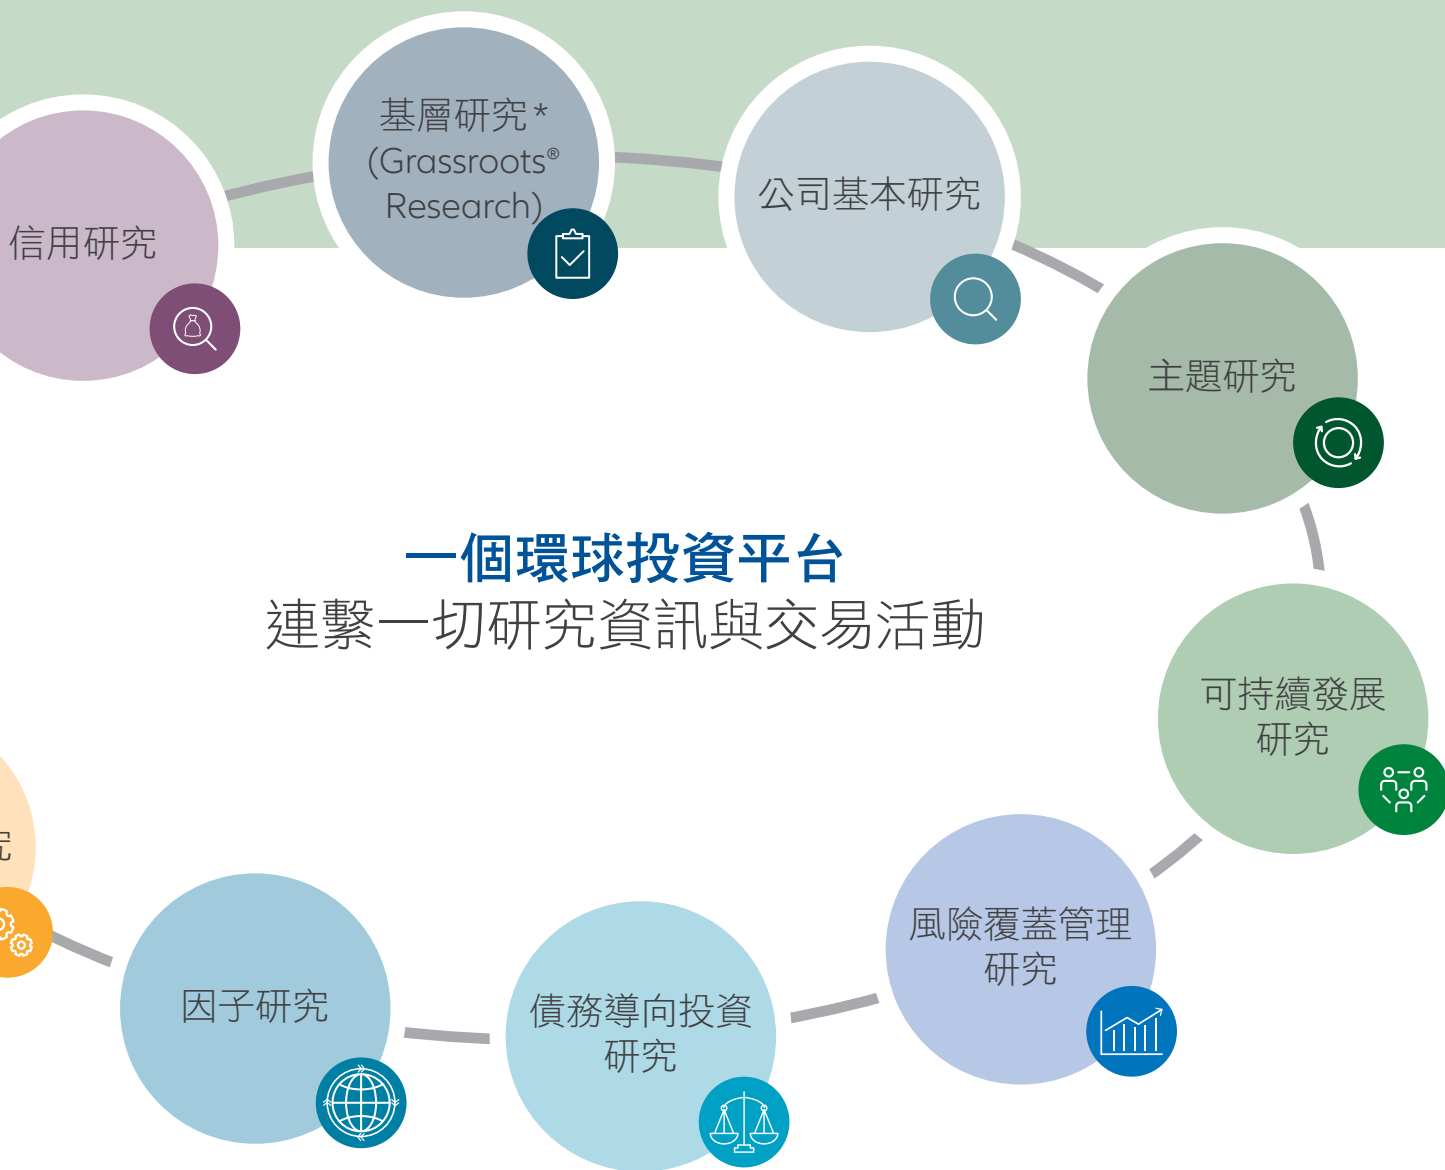 基層研究*
(Grassroots®
Research)
公司基本研究
信用研究
主題研究
一個環球投資平台
連繫一切研究資訊與交易活動
可持續發展
研究
風險覆蓋管理
研究
債務導向投資
研究
因子研究